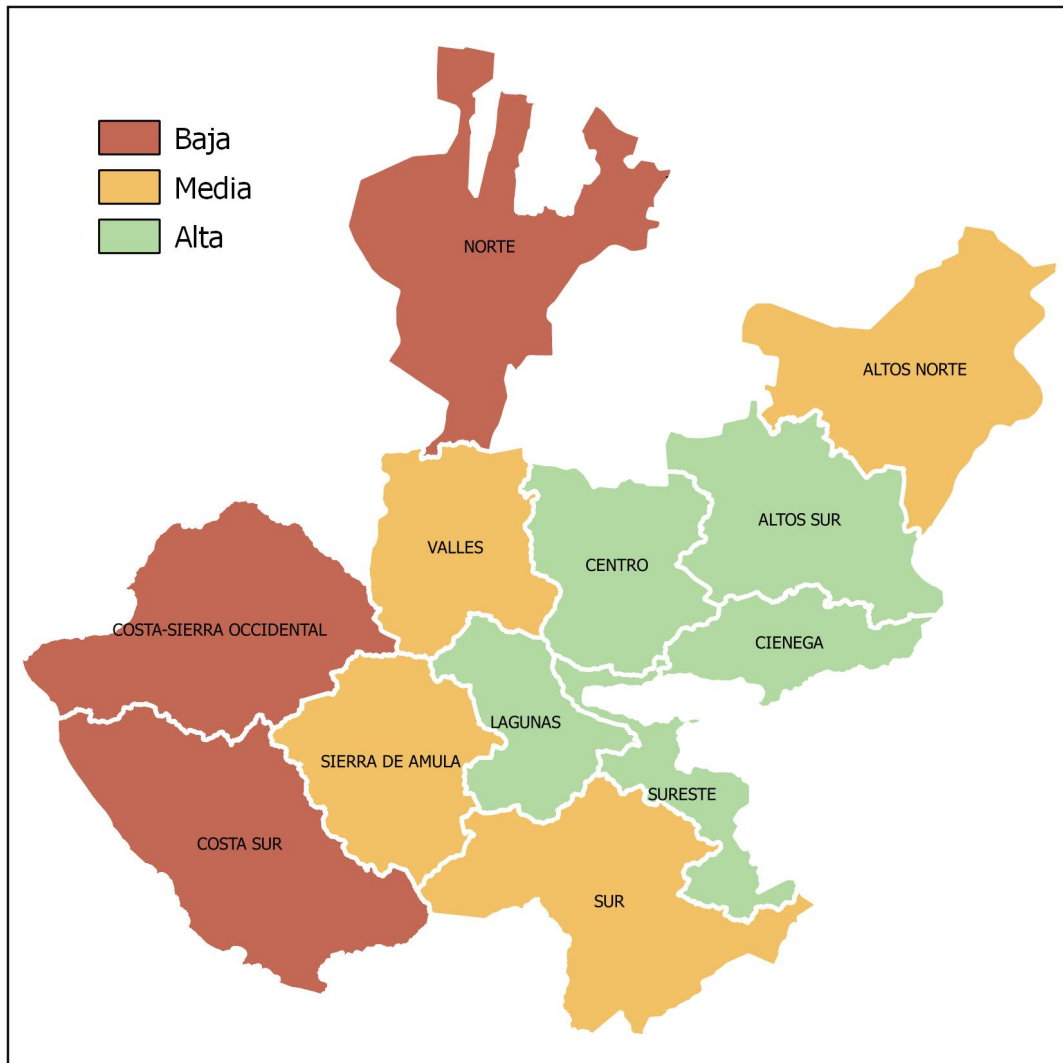 Baja
Media
Alta
NORTE
ALTOS NORTE
ALTOS SUR
VALLES
CENTRO
COSTA-SIERRA OCCIDENTAL
CIENEGA
LAGUNAS
SIERRA DE AMULA
SURESTE
COSTA SUR
SUR